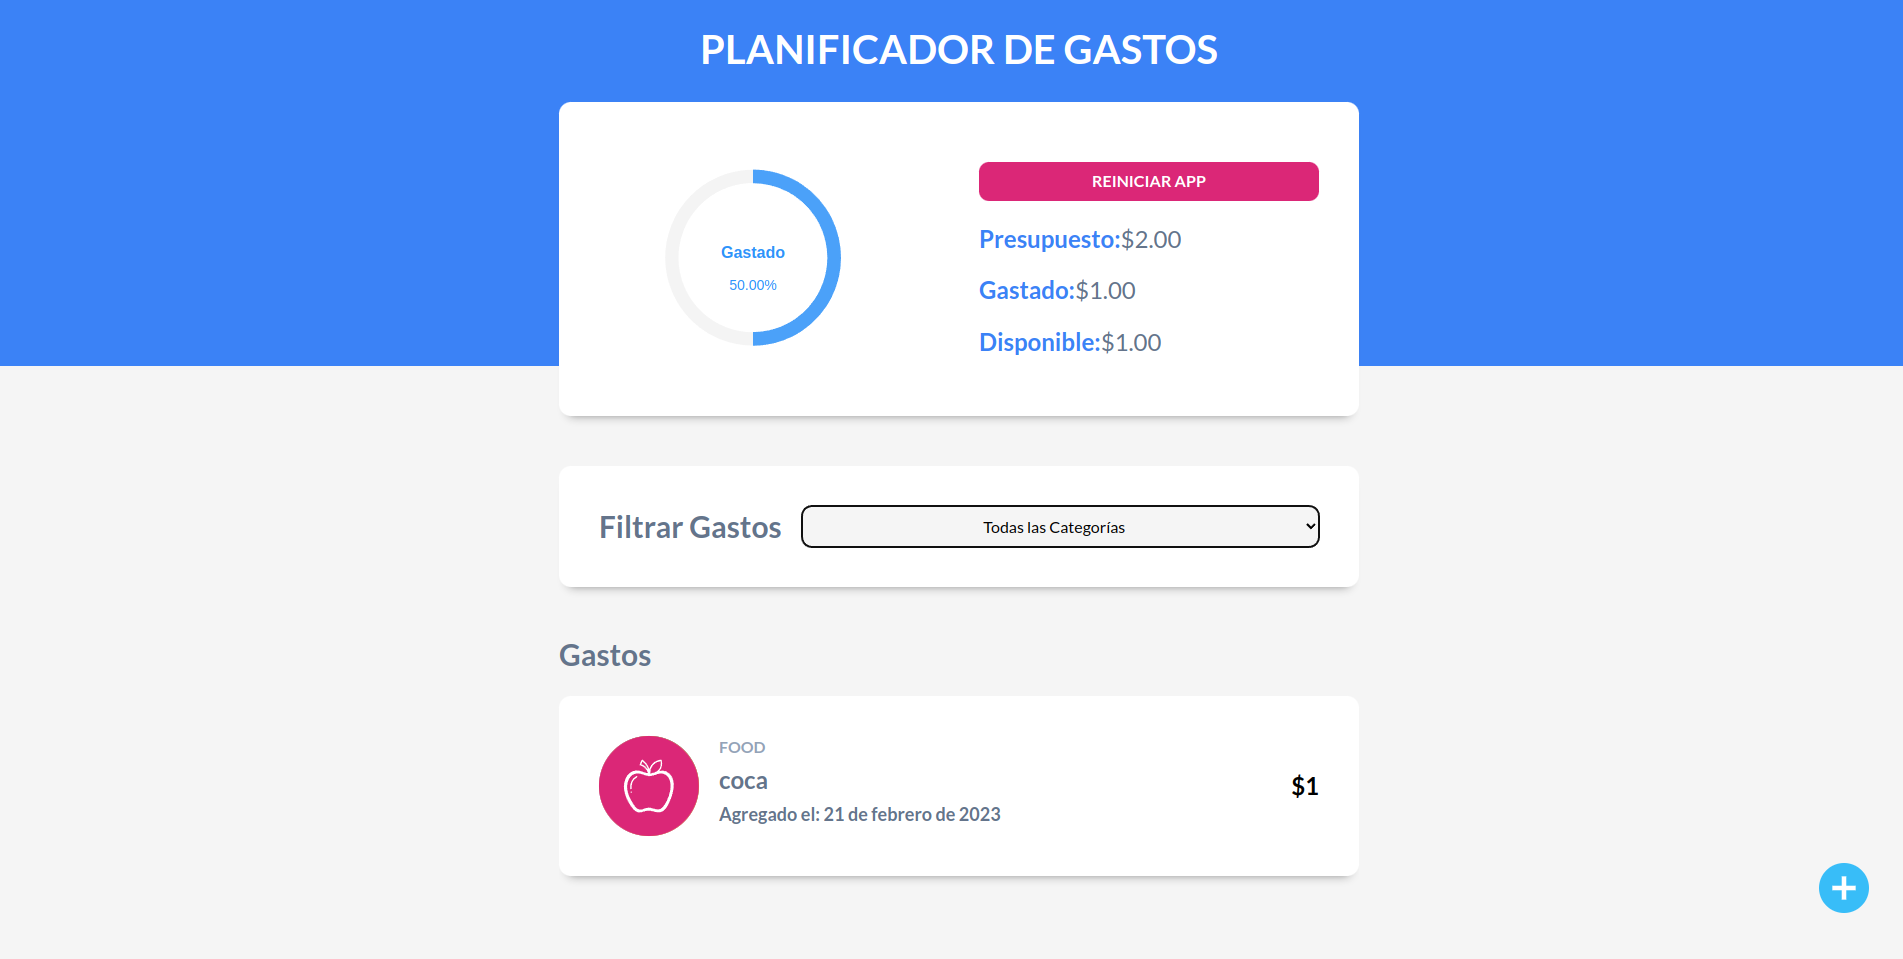 PLANIFICADOR DE GASTOS
Gastado
50.00%
REINICIAR APP
Presupuesto:$2.00
Gastado:$1.00
Disponible:$1.00
Filtrar Gastos
Todas las Categorías
Gastos
FOOD
coca
Agregado el: 21 de febrero de 2023
$1